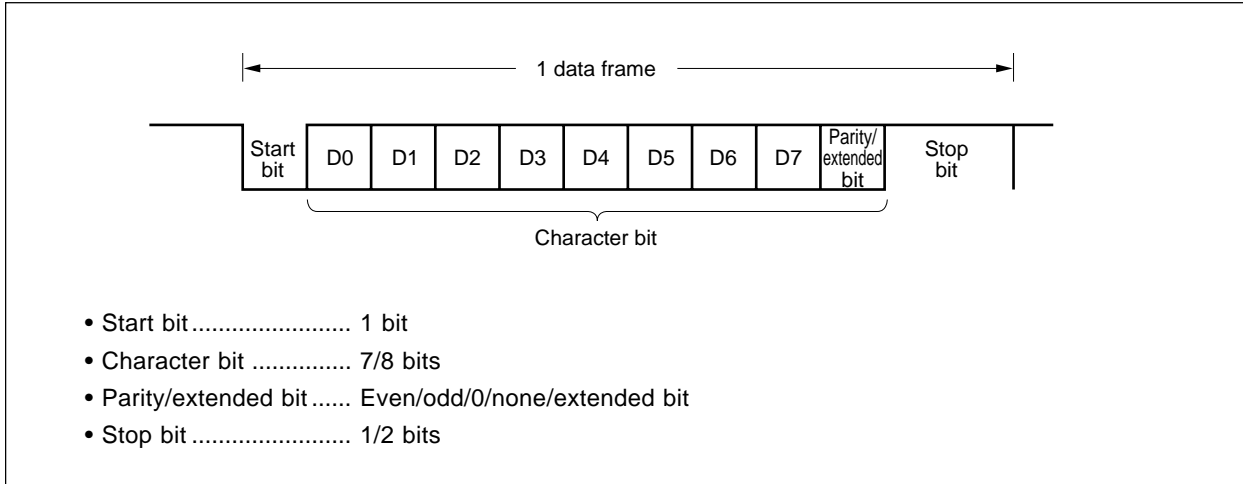 1 data frame
Start bit
D0 D1 D2 D3 D4 D5 D6 D7
Parity/extended bit
Stop bit
Character bit
• Start bit........................ 1 bit
• Character bit ............... 7/8 bits
• Parity/extended bit...... Even/odd/0/none/extended bit
• Stop bit ........................ 1/2 bits